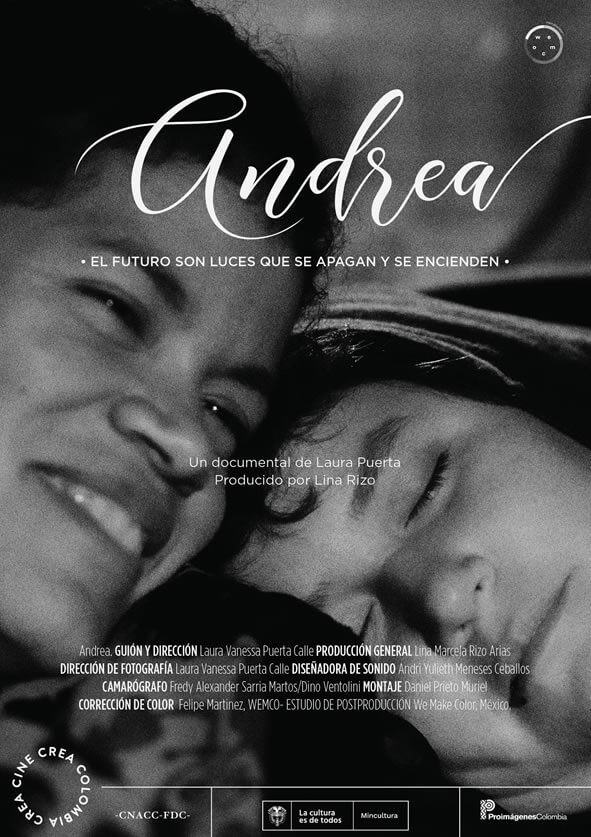 w e o c m
Andrea
• EL FUTURO SON LUCES QUE SE APAGAN Y SE ENCIENDEN •
Un documental de Laura Puerta
Producido por Lina Rizo
Andrea. GUIÓN Y DIRECCIÓN Laura Vanessa Puerta Calle PRODUCCIÓN GENERAL Lina Marcela Rizo Arias
DIRECCIÓN DE FOTOGRAFÍA Laura Vanessa Puerta Calle DISEÑADORA DE SONIDO Andri Yulieth Meneses Ceballos
CAMARÓGRAFO Fredy Alexander Sarria Martos/Dino Ventolini MONTAJE Daniel Prieto Muriel
CORRECCIÓN DE COLOR Felipe Martinez, WEMCO- ESTUDIO DE POSTPRODUCCIÓN We Make Color, México.
CREA CINE CREA COLOMBIA
-CNACC-FDC-
La cultura
es de todos
Mincultura
ProimágenesColombia